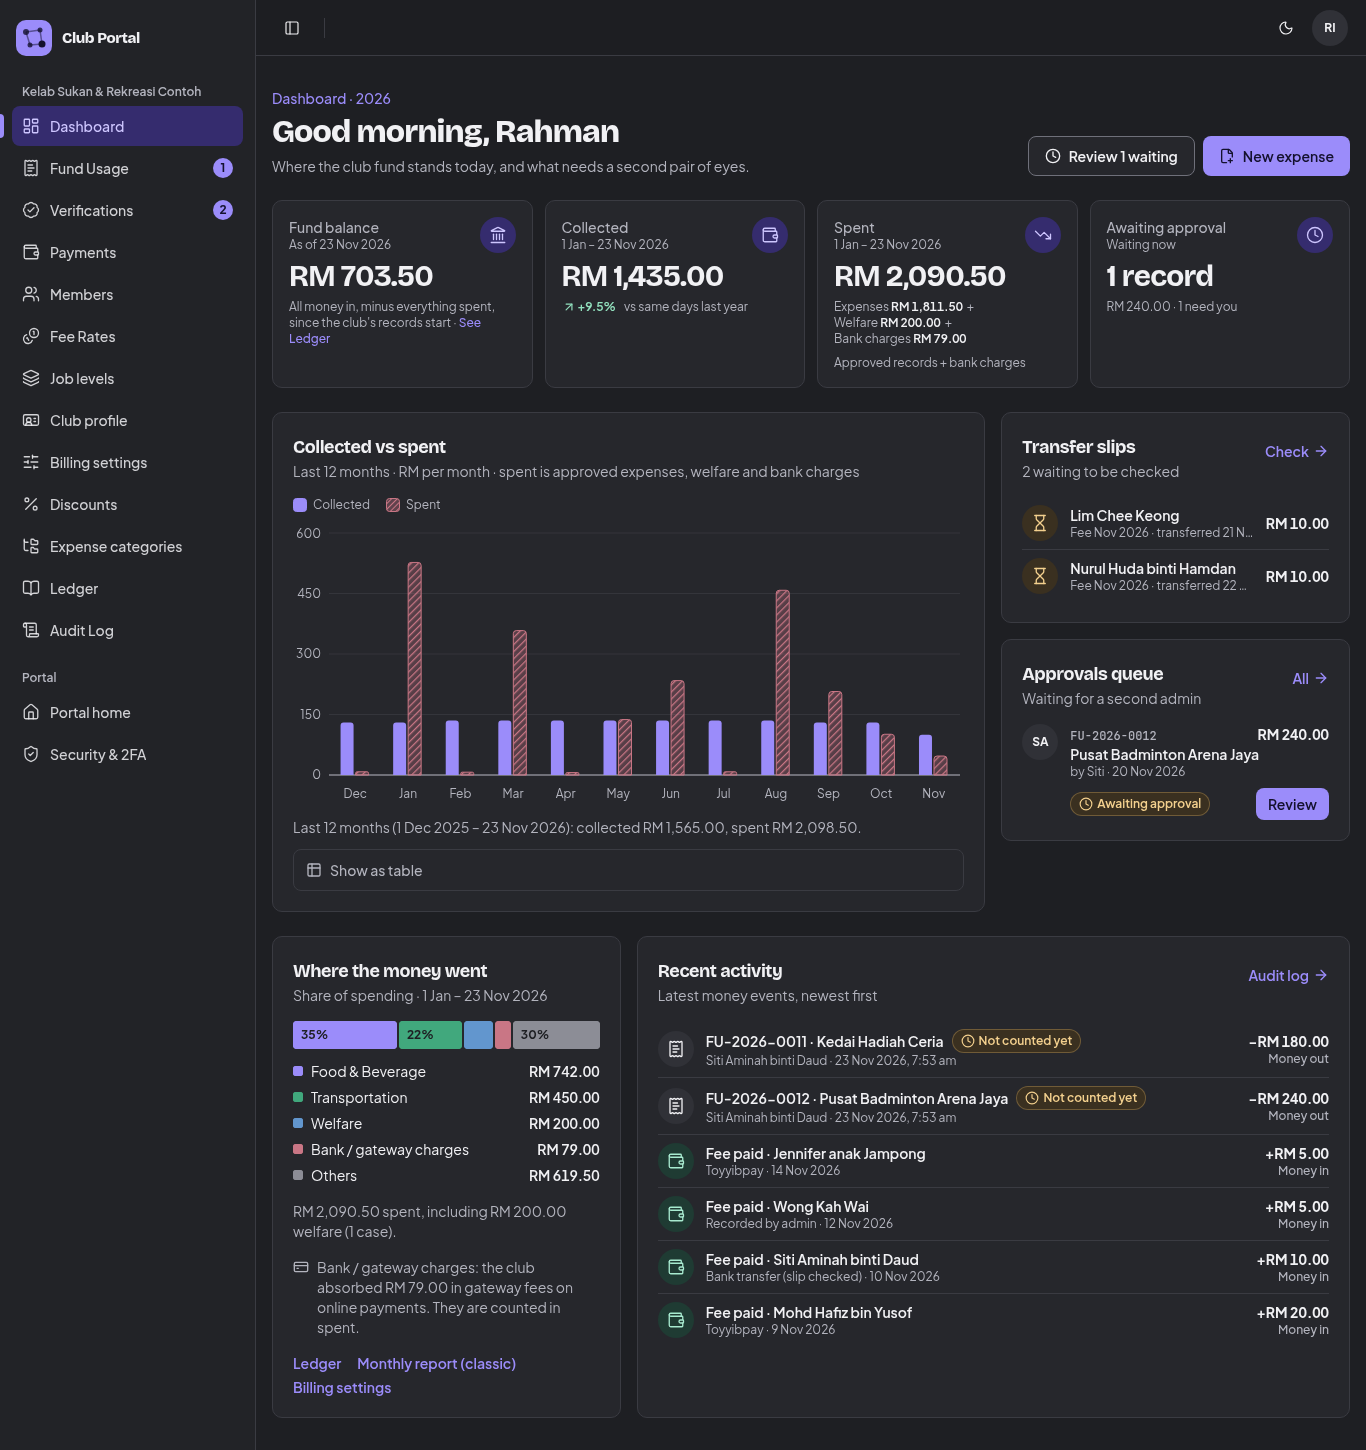 Club Portal
RI
Kelab Sukan & Rekreasi Contoh
Dashboard
Fund Usage 1
Verifications 2
Payments
Members
Fee Rates
Job levels
Club profile
Billing settings
Discounts
Expense categories
Ledger
Audit Log
Portal
Portal home
Security & 2FA
Dashboard · 2026
Good morning, Rahman
Where the club fund stands today, and what needs a second pair of eyes.
Review 1 waiting
New expense
Fund balance
As of 23 Nov 2026
RM 703.50
All money in, minus everything spent,
since the club's records start · See
Ledger
Collected
1 Jan – 23 Nov 2026
RM 1,435.00
+9.5% vs same days last year
Spent
1 Jan – 23 Nov 2026
RM 2,090.50
Expenses RM 1,811.50 +
Welfare RM 200.00 +
Bank charges RM 79.00
Approved records + bank charges
Awaiting approval
Waiting now
1 record
RM 240.00 · 1 need you
Collected vs spent
Last 12 months · RM per month · spent is approved expenses, welfare and bank charges
Collected Spent
600
450
300
150
0
Dec Jan Feb Mar Apr May Jun Jul Aug Sep Oct Nov
Last 12 months (1 Dec 2025 – 23 Nov 2026): collected RM 1,565.00, spent RM 2,098.50.
Show as table
Transfer slips
Check
2 waiting to be checked
Lim Chee Keong
Fee Nov 2026 · transferred 21 N…
RM 10.00
Nurul Huda binti Hamdan
Fee Nov 2026 · transferred 22 …
RM 10.00
Approvals queue
All
Waiting for a second admin
SA
FU-2026-0012
RM 240.00
Pusat Badminton Arena Jaya
by Siti · 20 Nov 2026
Awaiting approval
Review
Where the money went
Share of spending · 1 Jan – 23 Nov 2026
35% 22% 30%
Food & Beverage RM 742.00
Transportation RM 450.00
Welfare RM 200.00
Bank / gateway charges RM 79.00
Others RM 619.50
RM 2,090.50 spent, including RM 200.00
welfare (1 case).
Bank / gateway charges: the club
absorbed RM 79.00 in gateway fees on
online payments. They are counted in
spent.
Ledger Monthly report (classic)
Billing settings
Recent activity
Audit log
Latest money events, newest first
FU-2026-0011 · Kedai Hadiah Ceria Not counted yet
Siti Aminah binti Daud · 23 Nov 2026, 7:53 am
−RM 180.00
Money out
FU-2026-0012 · Pusat Badminton Arena Jaya Not counted yet
Siti Aminah binti Daud · 23 Nov 2026, 7:53 am
−RM 240.00
Money out
Fee paid · Jennifer anak Jampong
Toyyibpay · 14 Nov 2026
+RM 5.00
Money in
Fee paid · Wong Kah Wai
Recorded by admin · 12 Nov 2026
+RM 5.00
Money in
Fee paid · Siti Aminah binti Daud
Bank transfer (slip checked) · 10 Nov 2026
+RM 10.00
Money in
Fee paid · Mohd Hafiz bin Yusof
Toyyibpay · 9 Nov 2026
+RM 20.00
Money in